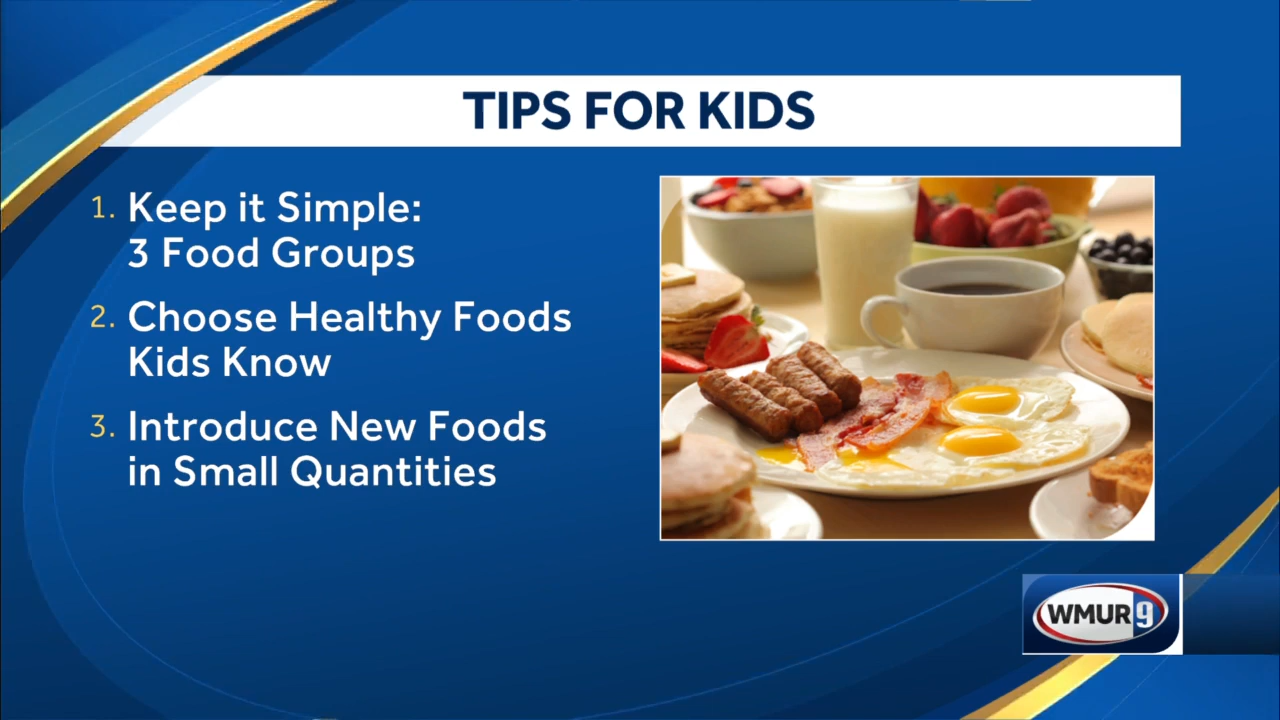 TIPS FOR KIDS
1. Keep it Simple:
3 Food Groups
2. Choose Healthy Foods
Kids Know
3. Introduce New Foods
in Small Quantities
WMUR9